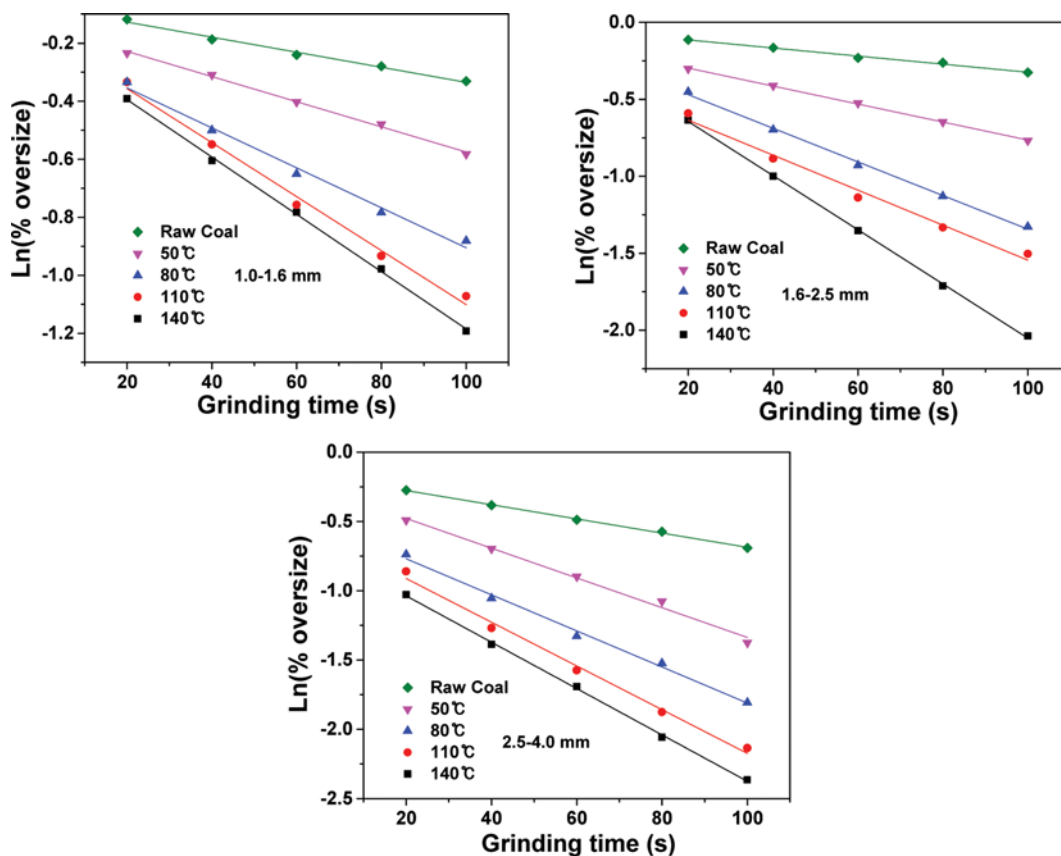 Ln(% oversize)
-0.2
-0.4
-0.6
-0.8
-1.0
-1.2
Raw Coal
50℃
80℃
110℃
140℃
1.0-1.6 mm
20 40 60 80 100
Grinding time (s)
Ln(% oversize)
0.0
-0.5
-1.0
-1.5
-2.0
Raw Coal
50℃
80℃
110℃
140℃
1.6-2.5 mm
20 40 60 80 100
Grinding time (s)
Ln(% oversize)
0.0
-0.5
-1.0
-1.5
-2.0
-2.5
Raw Coal
50℃
80℃
110℃
140℃
2.5-4.0 mm
20 40 60 80 100
Grinding time (s)